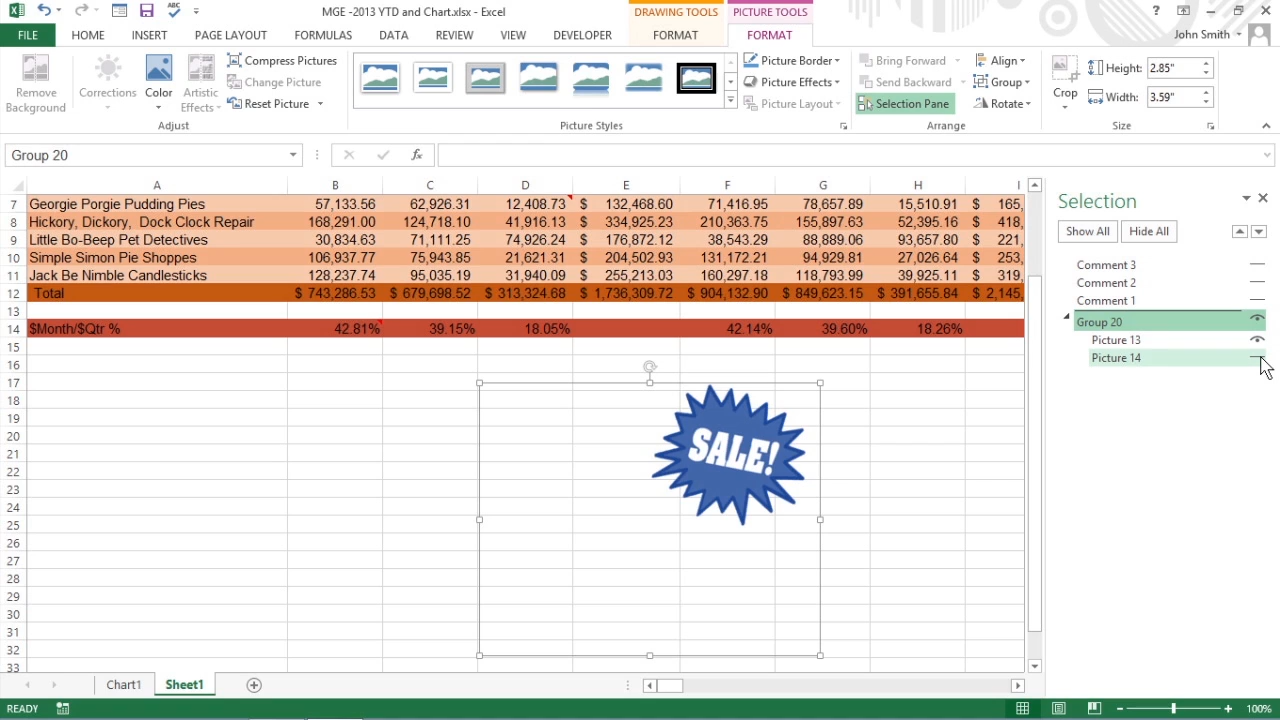 MGE -2013 YTD and Chart.xlsx - Excel
DRAWING TOOLS PICTURE TOOLS
FILE HOME INSERT PAGE LAYOUT FORMULAS DATA REVIEW VIEW DEVELOPER FORMAT FORMAT John Smith
Remove Background
Corrections
Color
Artistic Effects
Compress Pictures
Change Picture
Reset Picture
Picture Border
Picture Effects
Picture Layout
Bring Forward
Send Backward
Selection Pane
Align
Group
Rotate
Crop
Height: 2.85"
Width: 3.59"
Adjust Picture Styles Arrange Size
Group 20 fx
A B C D E F G H I
7 Georgie Porgie Pudding Pies 57,133.56 62,926.31 12,408.73 $ 132,468.60 71,416.95 78,657.89 15,510.91 $ 165,
8 Hickory, Dickory, Dock Clock Repair 168,291.00 124,718.10 41,916.13 $ 334,925.23 210,363.75 155,897.63 52,395.16 $ 418,
9 Little Bo-Beep Pet Detectives 30,834.63 71,111.25 74,926.24 $ 176,872.12 38,543.29 88,889.06 93,657.80 $ 221,
10 Simple Simon Pie Shoppes 106,937.77 75,943.85 21,621.31 $ 204,502.93 131,172.21 94,929.81 27,026.64 $ 253,
11 Jack Be Nimble Candlesticks 128,237.74 95,035.19 31,940.09 $ 255,213.03 160,297.18 118,793.99 39,925.11 $ 319,
12 Total $ 743,286.53 $ 679,698.52 $ 313,324.68 $ 1,736,309.72 $ 904,132.90 $ 849,623.15 $ 391,655.84 $ 2,145,
13
14 $Month/$Qtr % 42.81% 39.15% 18.05% 42.14% 39.60% 18.26%
15
16
17
18
19
20
21
22
23
24
25
26
27
28
29
30
31
32
33
SALE!
Selection
Show All Hide All
Comment 3
Comment 2
Comment 1
Group 20
Picture 13
Picture 14
Chart1 Sheet1
READY 100%